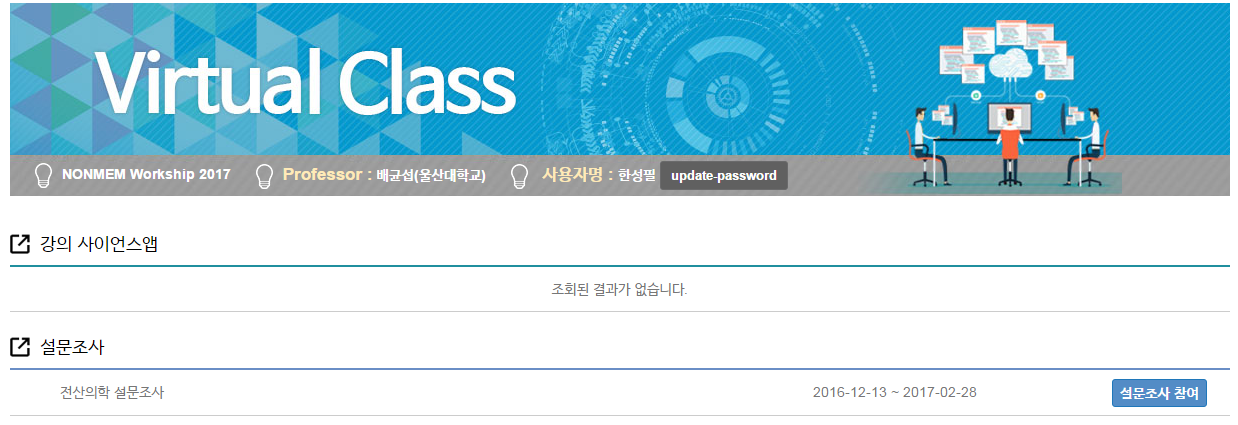 Virtual Class
NONMEM Workship 2017 Professor : 배균섭(울산대학교) 사용자명 : 한성필 update-password
강의 사이언스앱
조회된 결과가 없습니다.
설문조사
전산의학 설문조사 2016-12-13 ~ 2017-02-28 설문조사 참여